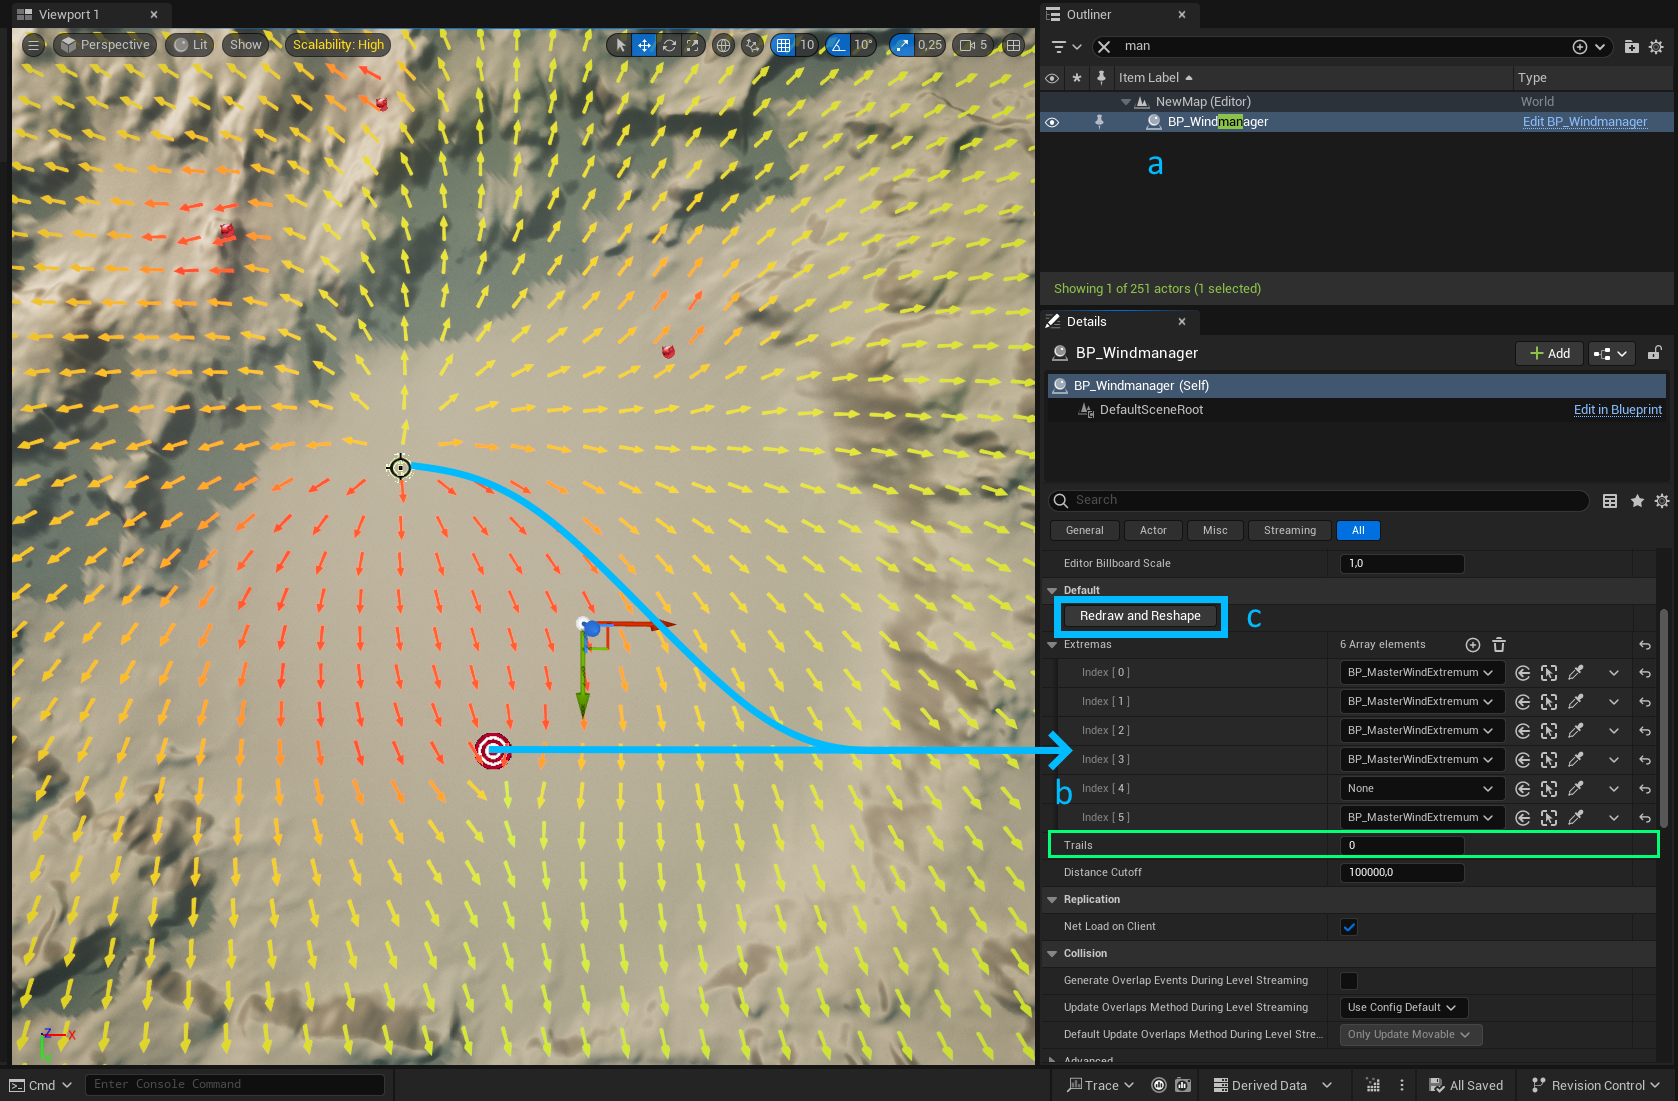 Viewport 1
Perspective
Lit
Show
Scalability: High
10
10°
0,25
5
Z
X
Y
Outliner
man
Item Label
Type
NewMap (Editor)
World
BP_Windmanager
Edit BP_Windmanager
a
Showing 1 of 251 actors (1 selected)
Details
BP_Windmanager
Add
BP_Windmanager (Self)
DefaultSceneRoot
Edit in Blueprint
Search
General
Actor
Misc
Streaming
All
Editor Billboard Scale
1,0
Default
Redraw and Reshape
c
Extremas
6 Array elements
Index [ 0 ]
BP_MasterWindExtremum
Index [ 1 ]
BP_MasterWindExtremum
Index [ 2 ]
BP_MasterWindExtremum
Index [ 3 ]
BP_MasterWindExtremum
b
Index [ 4 ]
None
Index [ 5 ]
BP_MasterWindExtremum
Trails
0
Distance Cutoff
100000,0
Replication
Net Load on Client
Collision
Generate Overlap Events During Level Streaming
Update Overlaps Method During Level Streaming
Use Config Default
Default Update Overlaps Method During Level Stre...
Only Update Movable
Advanced
Cmd
Enter Console Command
Trace
Derived Data
All Saved
Revision Control